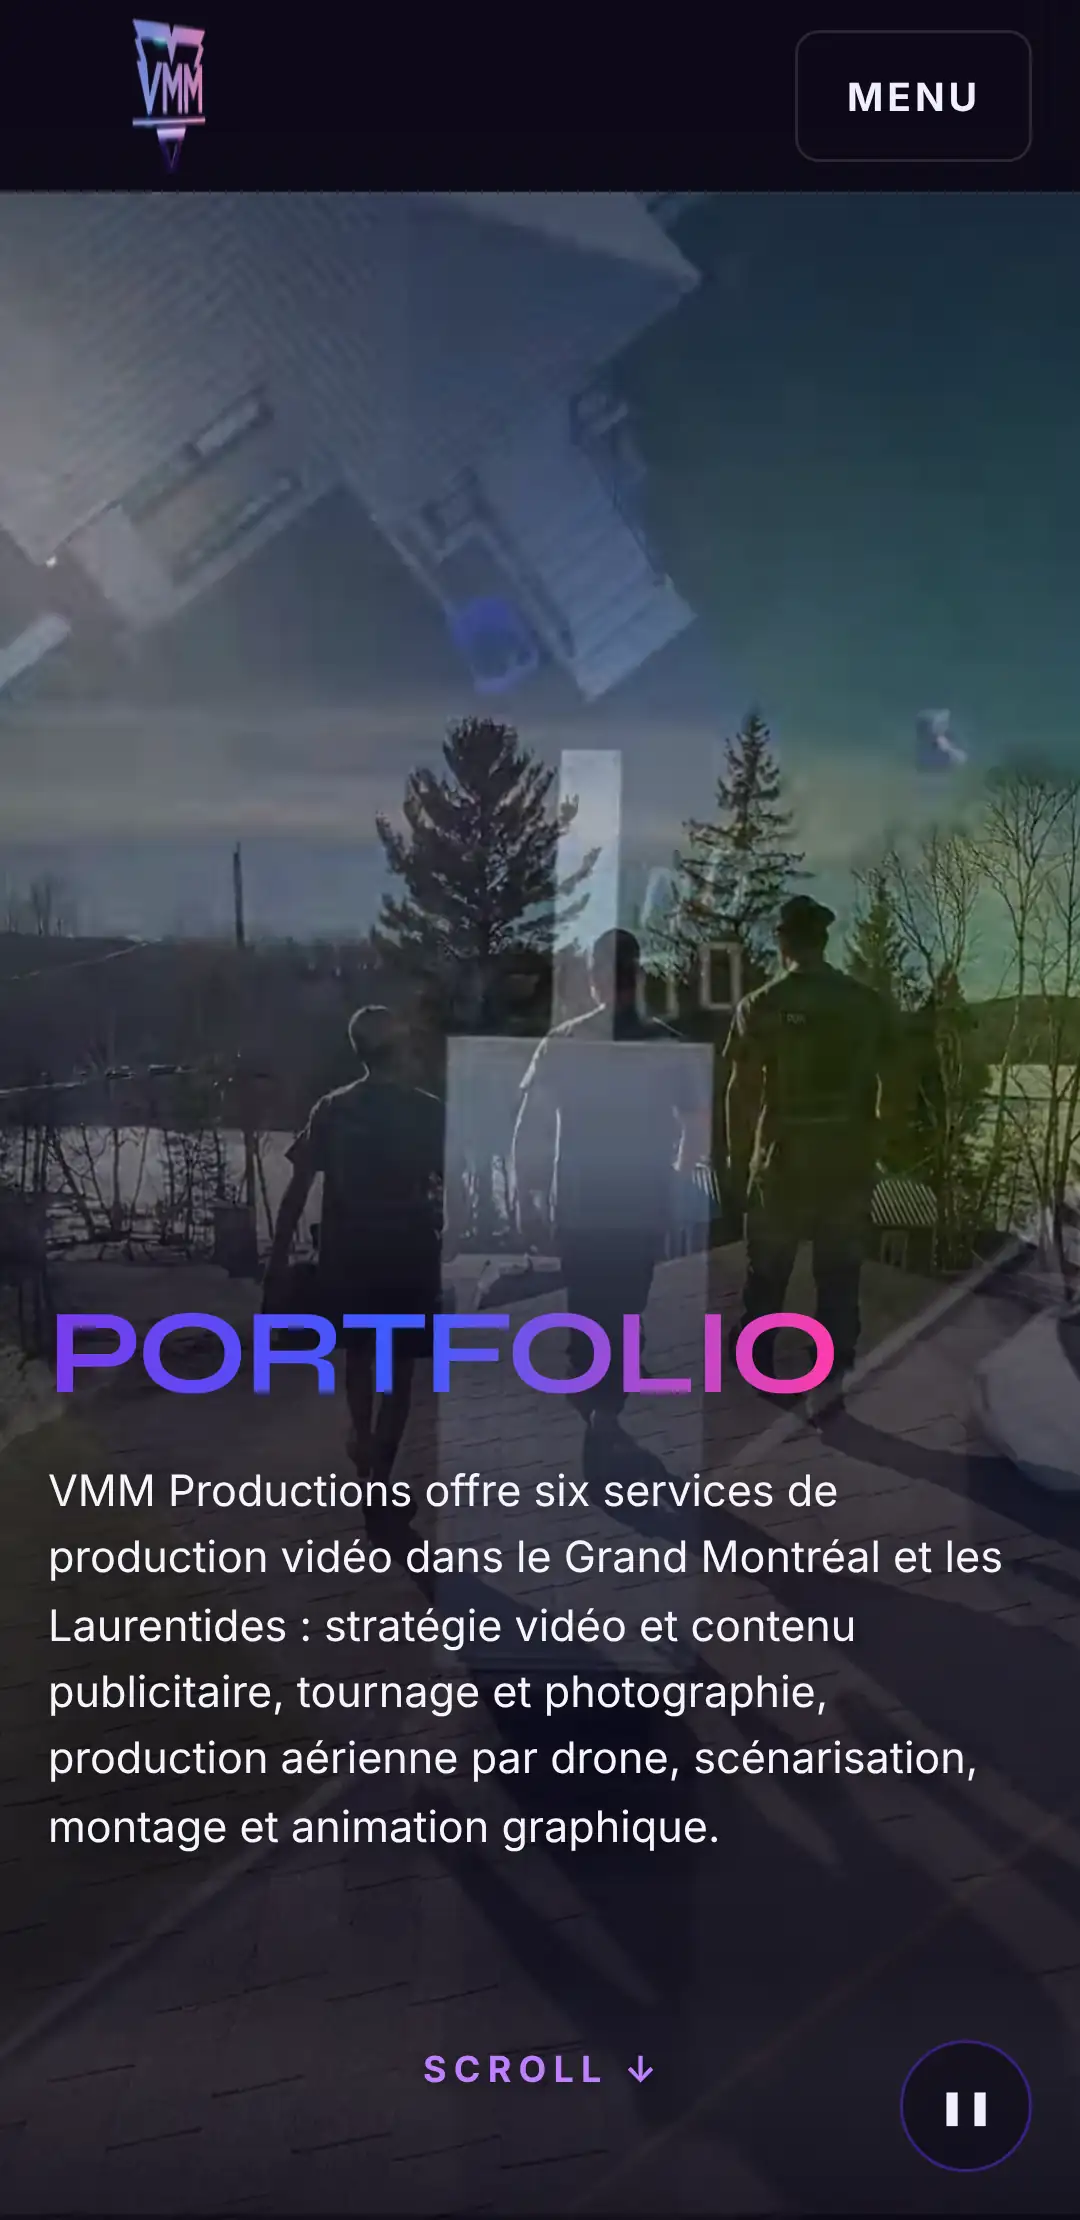 VMM
MENU
PORTFOLIO
VMM Productions offre six services de
production vidéo dans le Grand Montréal et les
Laurentides : stratégie vidéo et contenu
publicitaire, tournage et photographie,
production aérienne par drone, scénarisation,
montage et animation graphique.
SCROLL ↓